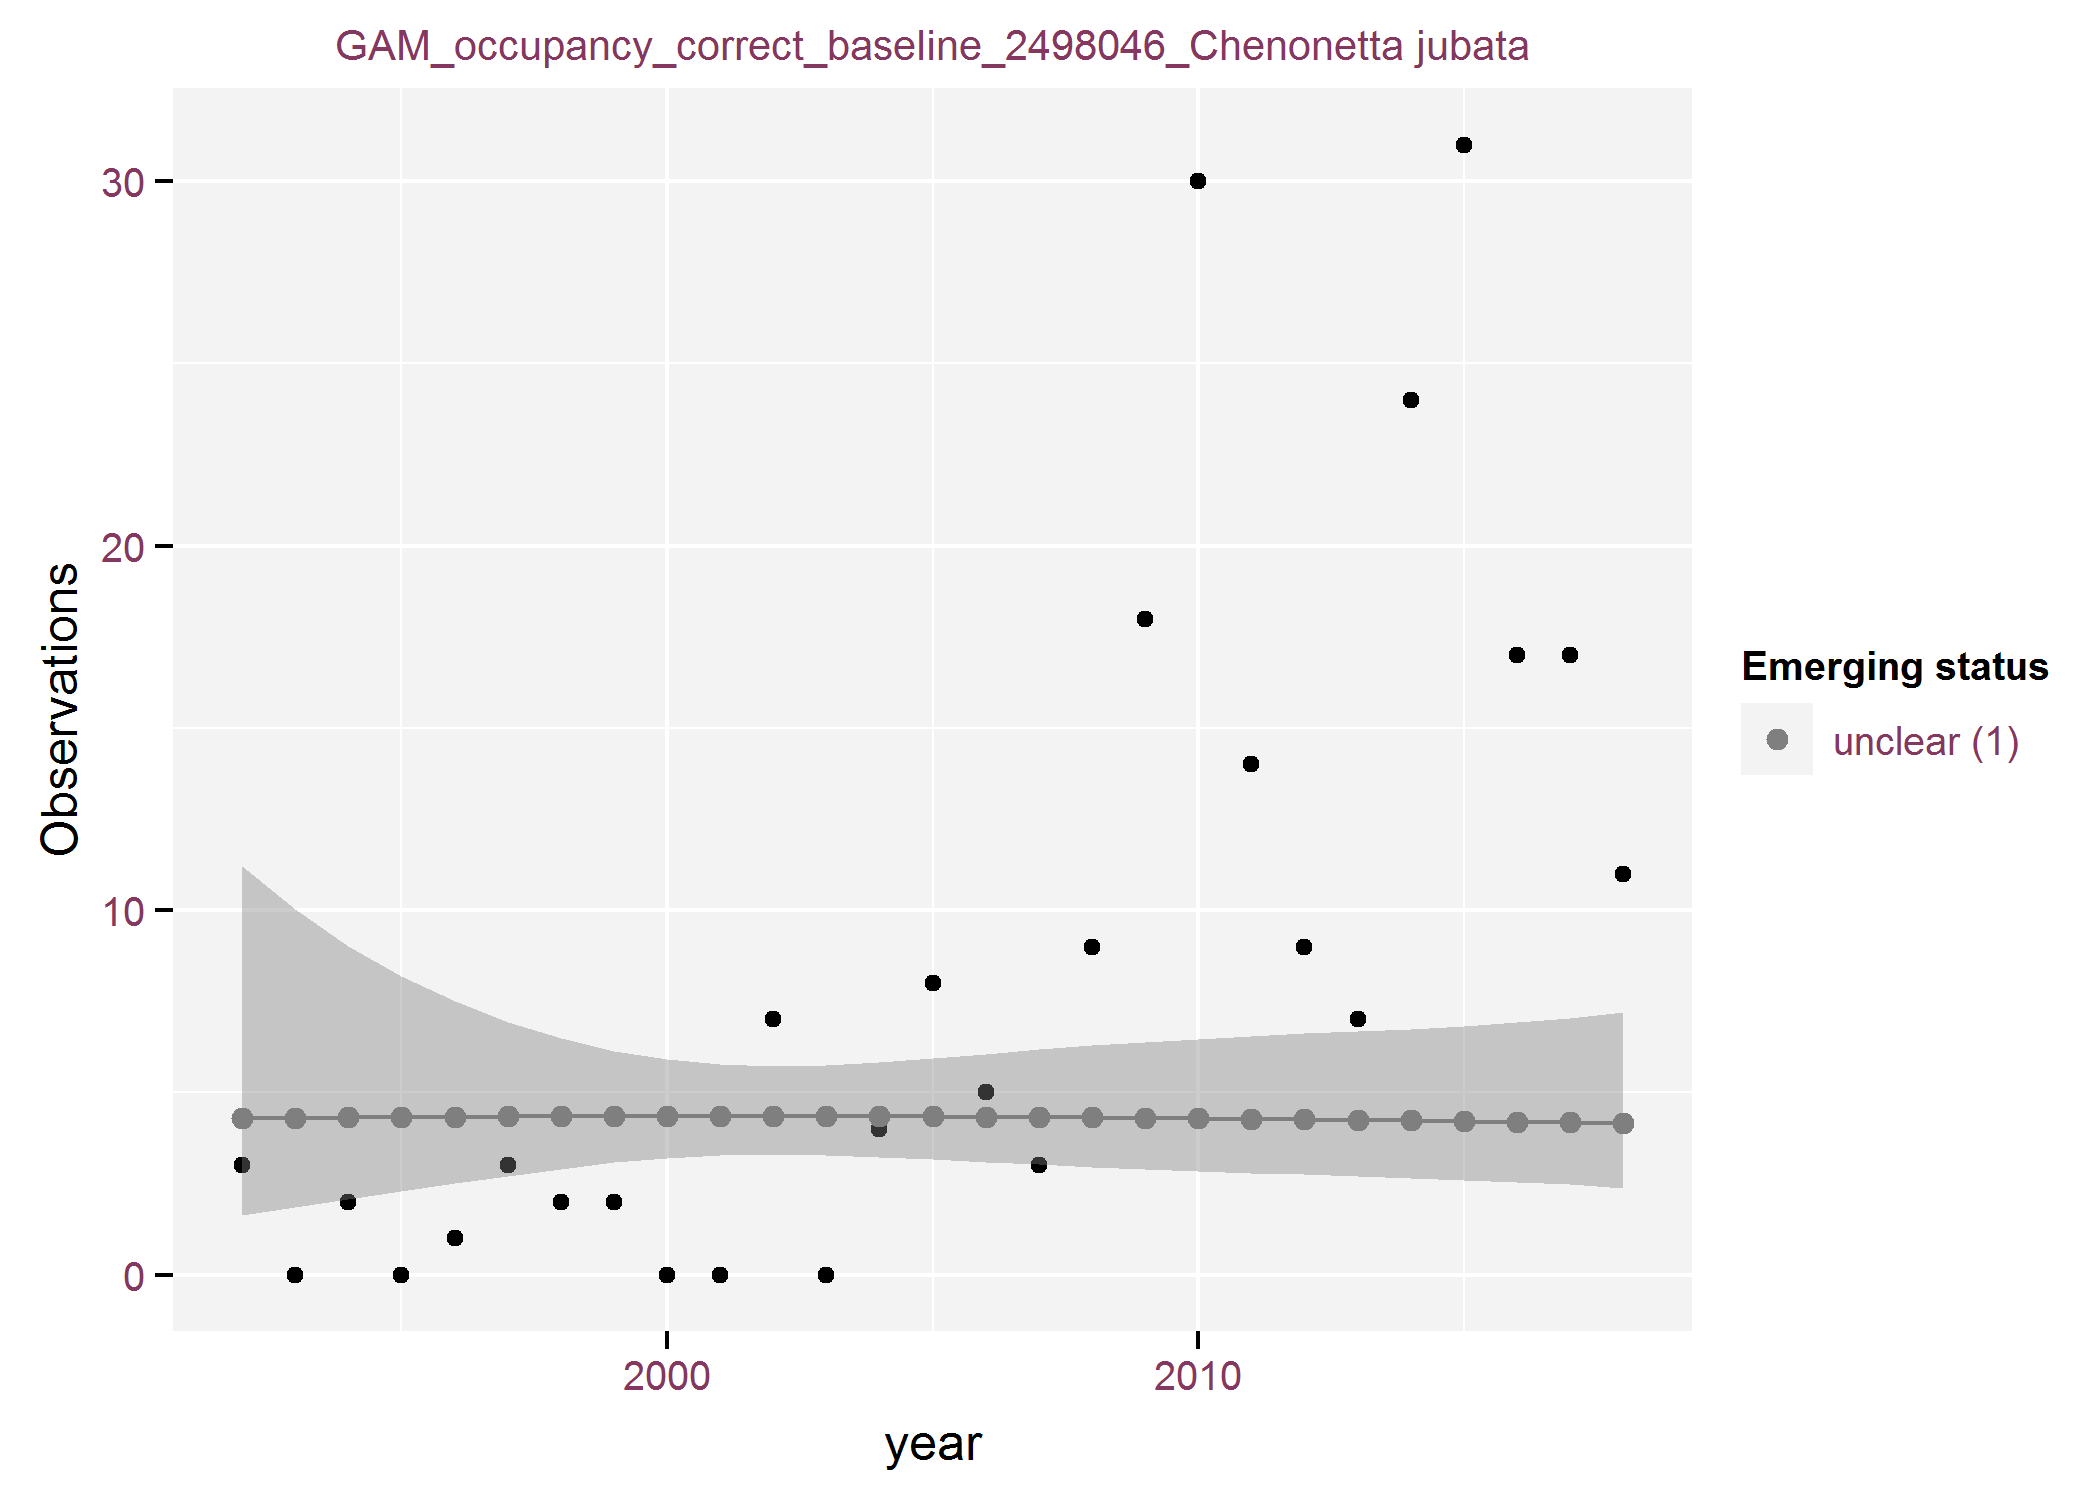 GAM_occupancy_correct_baseline_2498046_Chenonetta jubata
30
20
10
0
Observations
2000
2010
year
Emerging status
unclear (1)